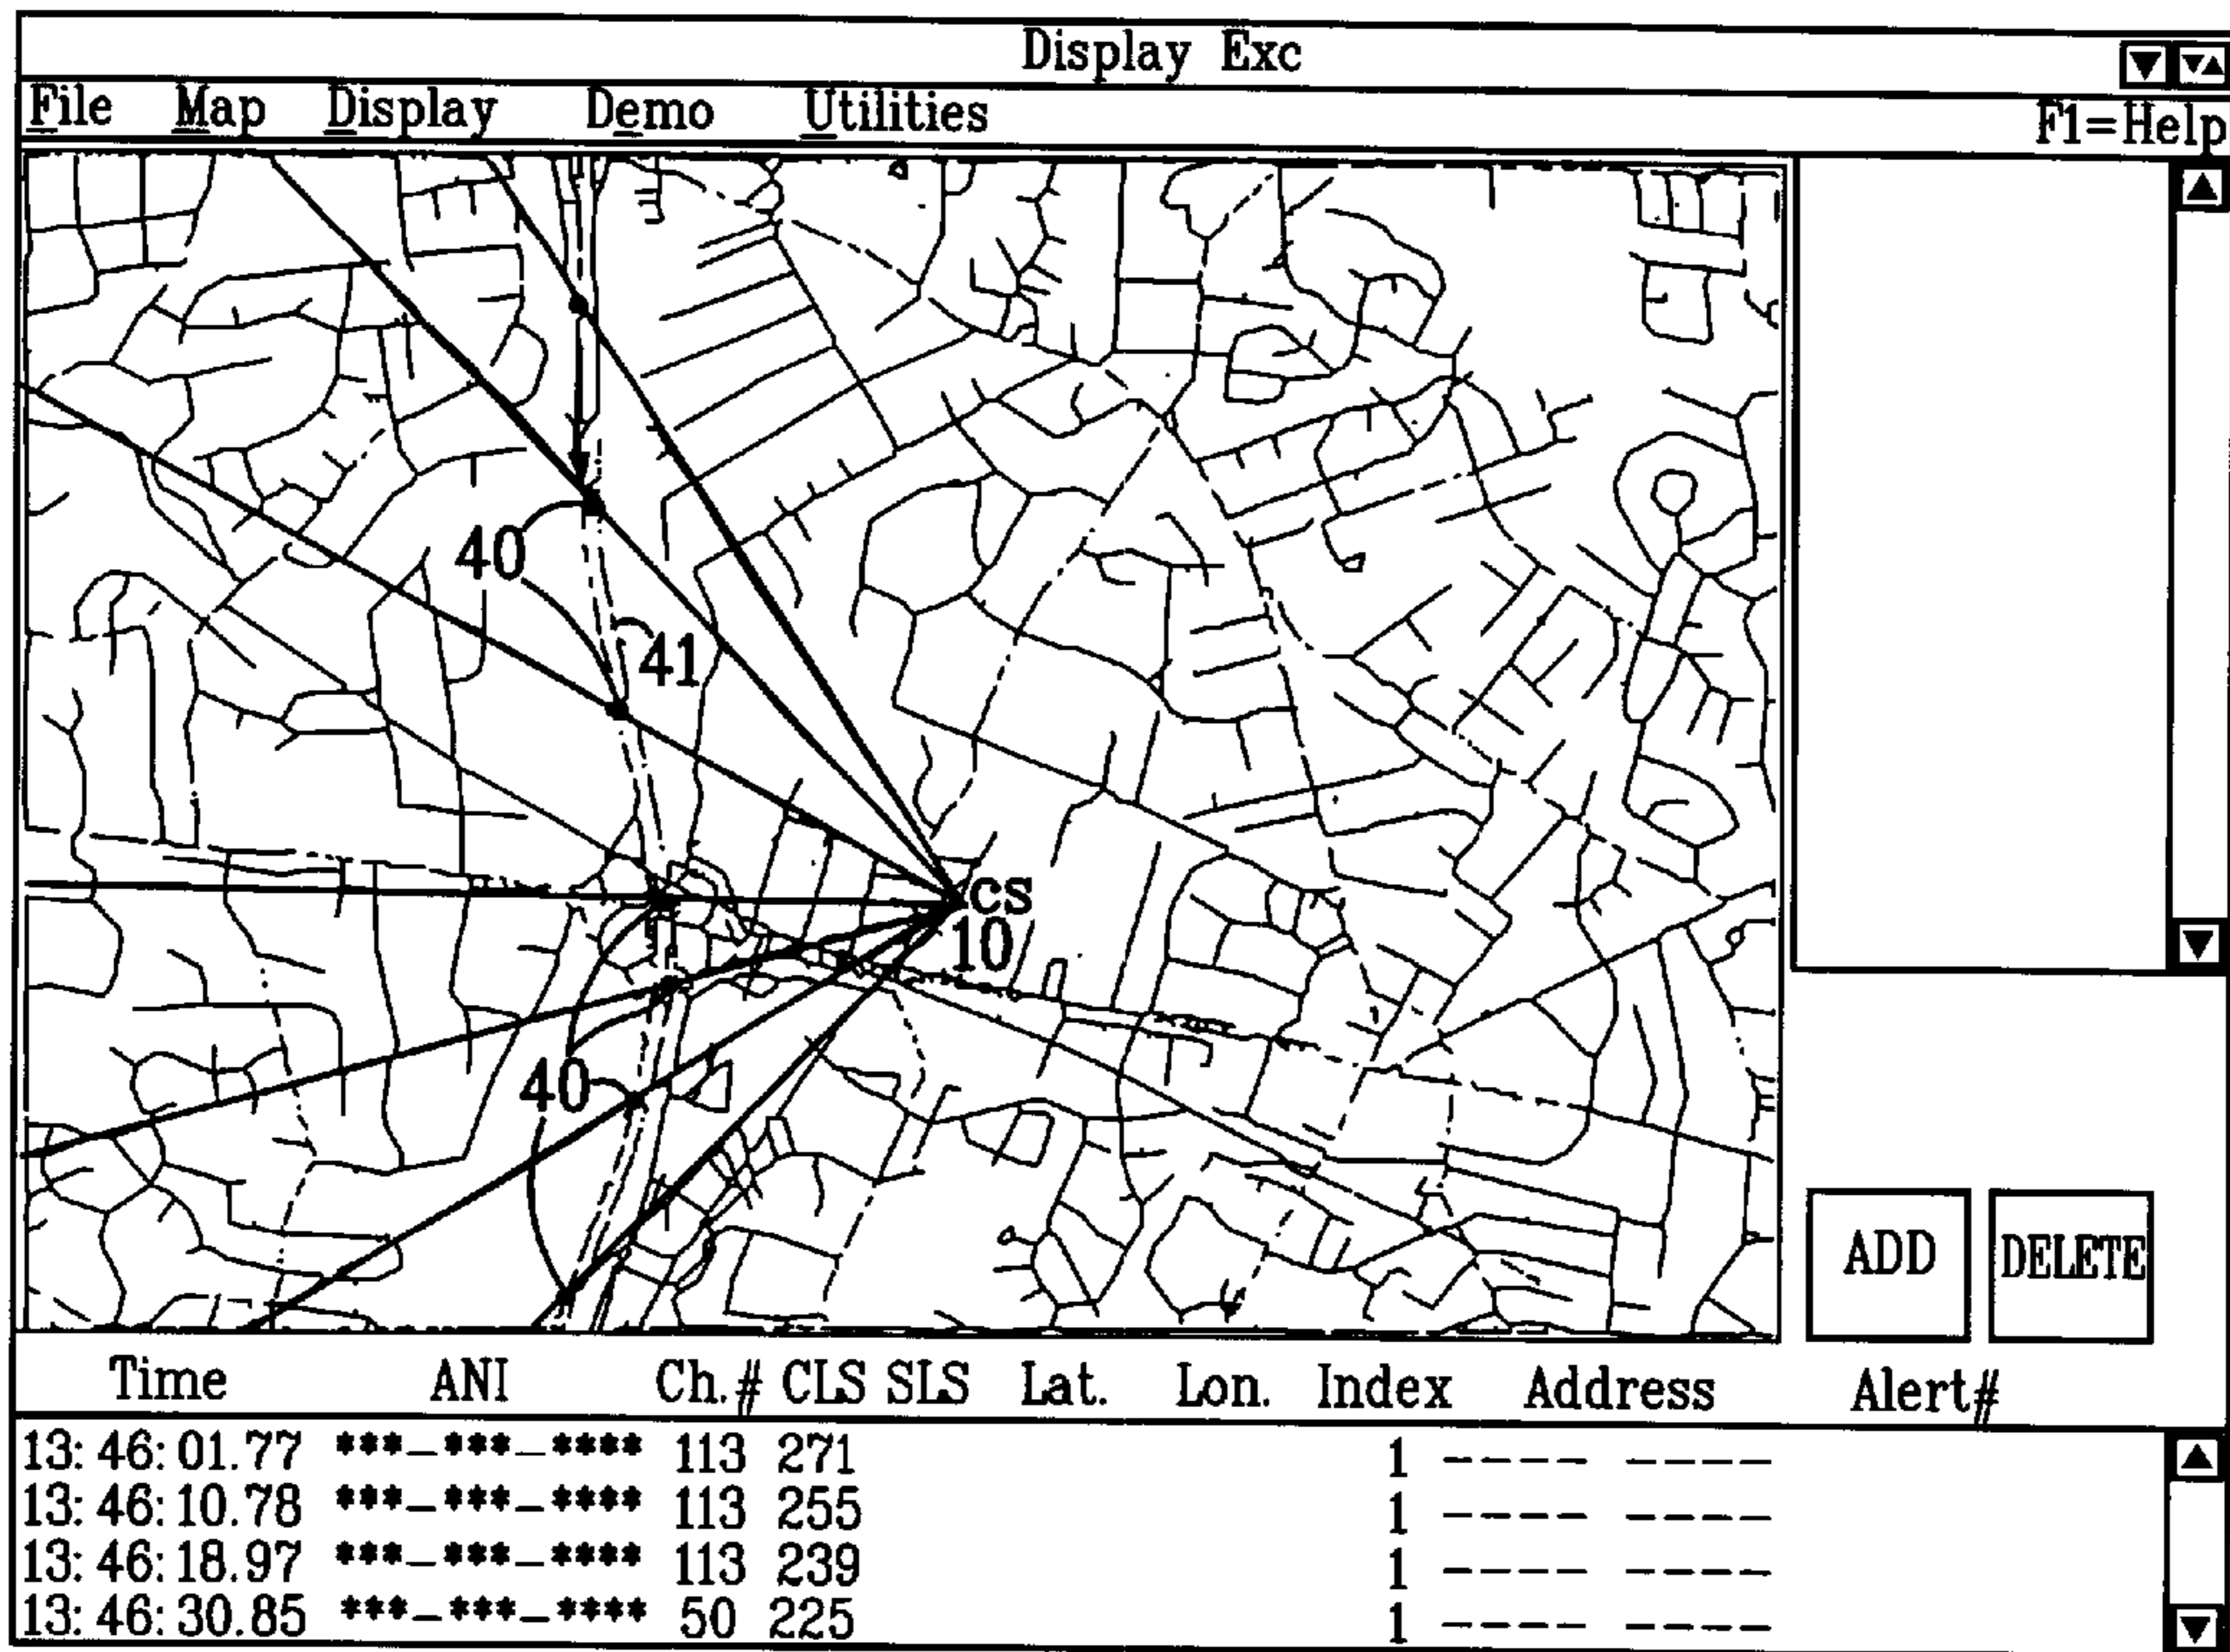 Display Exc
File Map Display Demo Utilities F1=Help
40
41
cs
10
40
ADD DELETE
Time ANI Ch.# CLS SLS Lat. Lon. Index Address Alert#
13:46:01.77 ***-***-**** 113 271 1 ----- -----
13:46:10.78 ***-***-**** 113 255 1 ----- -----
13:46:18.97 ***-***-**** 113 239 1 ----- -----
13:46:30.85 ***-***-**** 50 225 1 ----- -----